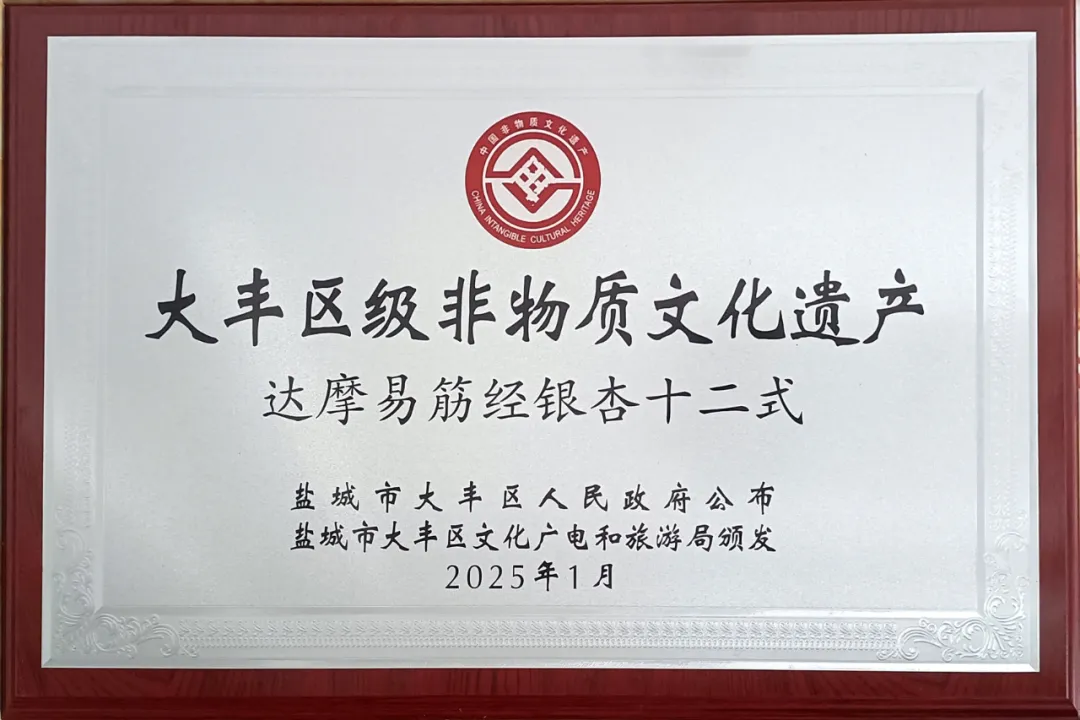 中国非物质文化遗产
CHINA INTANGIBLE CULTURAL HERITAGE
大丰区级非物质文化遗产
达摩易筋经银杏十二式
盐城市大丰区人民政府公布
盐城市大丰区文化广电和旅游局颁发
2025年1月